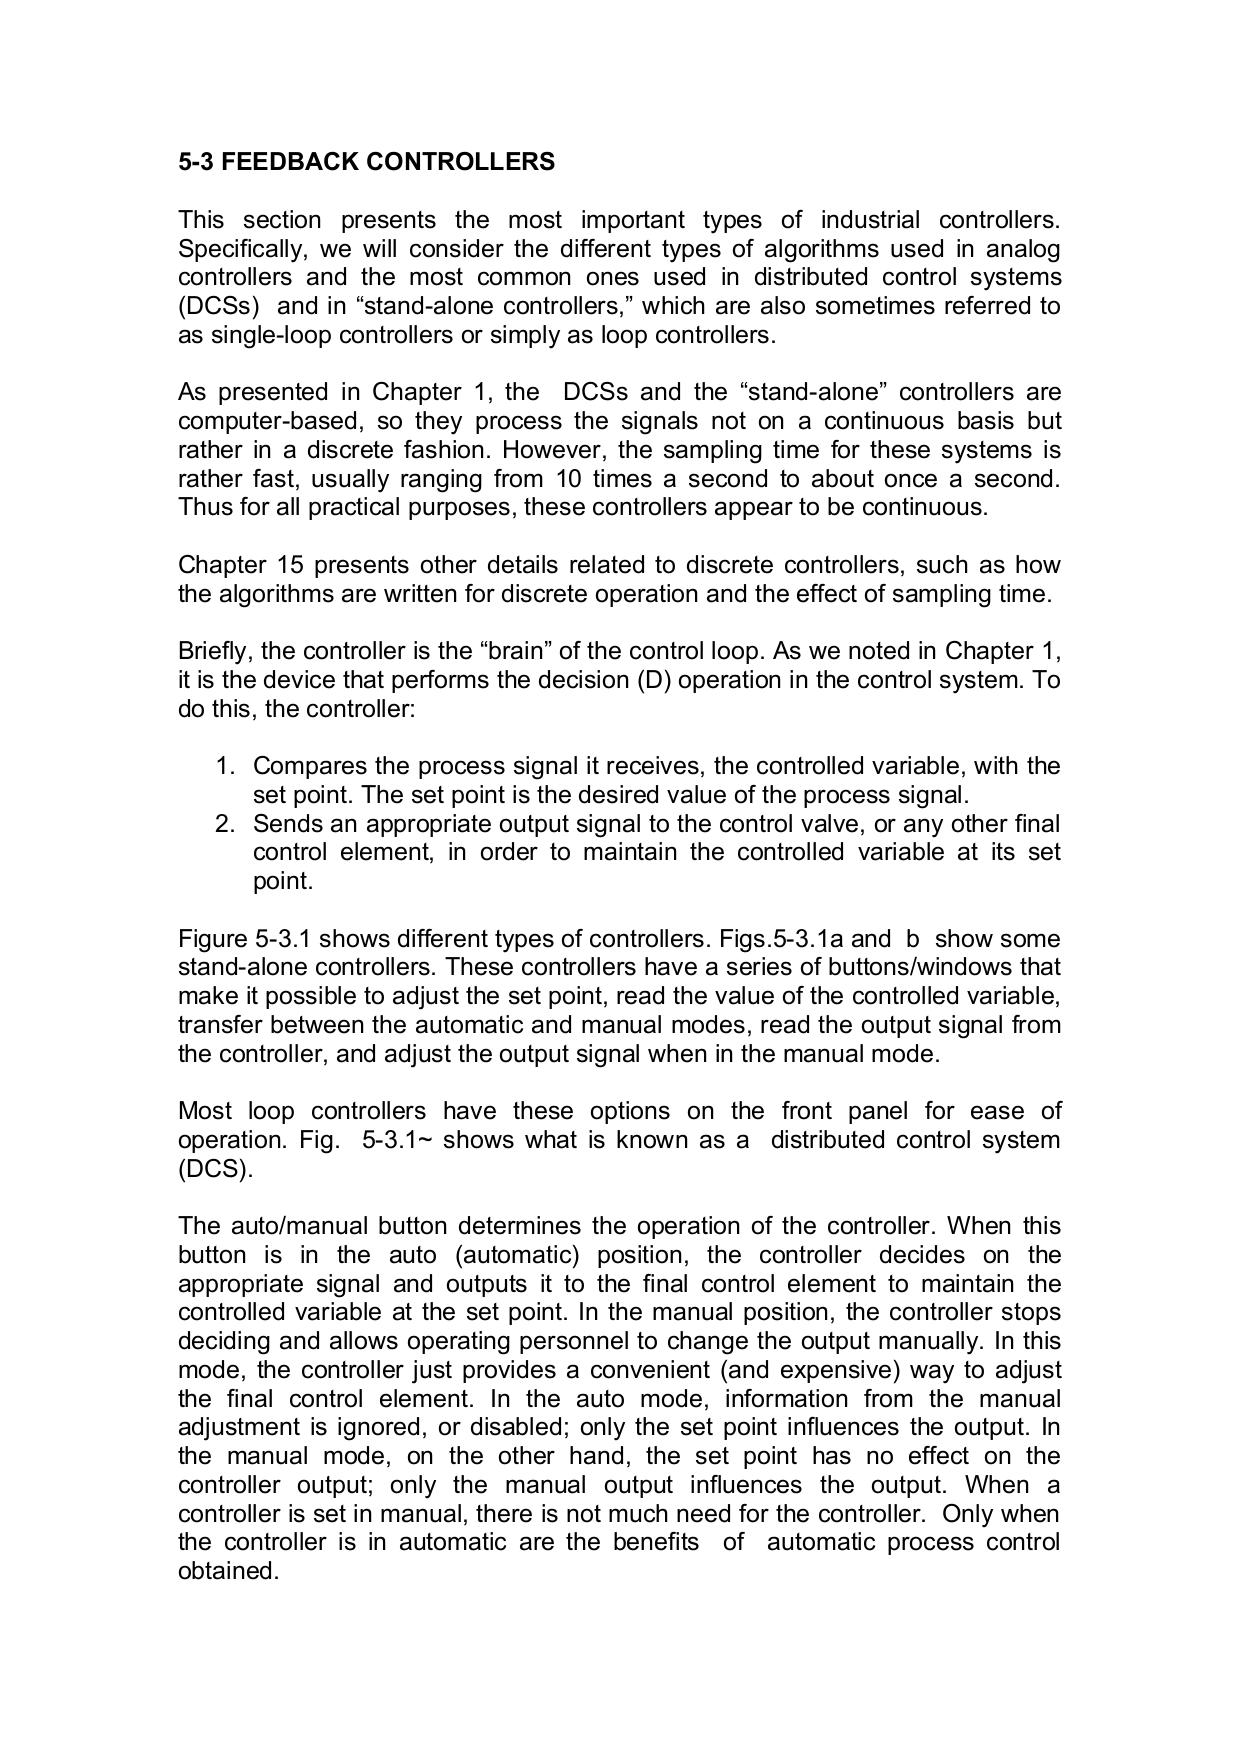 5-3 FEEDBACK CONTROLLERS
This section presents the most important types of industrial controllers.
Specifically, we will consider the different types of algorithms used in analog
controllers and the most common ones used in distributed control systems
(DCSs)  and in “stand-alone controllers,” which are also sometimes referred to
as single-loop controllers or simply as loop controllers.
As presented in Chapter 1, the  DCSs and the “stand-alone” controllers are
computer-based, so they process the signals not on a continuous basis but
rather in a discrete fashion. However, the sampling time for these systems is
rather fast, usually ranging from 10 times a second to about once a second.
Thus for all practical purposes, these controllers appear to be continuous.
Chapter 15 presents other details related to discrete controllers, such as how
the algorithms are written for discrete operation and the effect of sampling time.
Briefly, the controller is the “brain” of the control loop. As we noted in Chapter 1,
it is the device that performs the decision (D) operation in the control system. To
do this, the controller:
1. Compares the process signal it receives, the controlled variable, with the
set point. The set point is the desired value of the process signal.
2. Sends an appropriate output signal to the control valve, or any other final
control element, in order to maintain the controlled variable at its set
point.
Figure 5-3.1 shows different types of controllers. Figs.5-3.1a and  b  show some
stand-alone controllers. These controllers have a series of buttons/windows that
make it possible to adjust the set point, read the value of the controlled variable,
transfer between the automatic and manual modes, read the output signal from
the controller, and adjust the output signal when in the manual mode.
Most loop controllers have these options on the front panel for ease of
operation. Fig.  5-3.1~ shows what is known as a  distributed control system
(DCS).
The auto/manual button determines the operation of the controller. When this
button is in the auto (automatic) position, the controller decides on the
appropriate signal and outputs it to the final control element to maintain the
controlled variable at the set point. In the manual position, the controller stops
deciding and allows operating personnel to change the output manually. In this
mode, the controller just provides a convenient (and expensive) way to adjust
the final control element. In the auto mode, information from the manual
adjustment is ignored, or disabled; only the set point influences the output. In
the manual mode, on the other hand, the set point has no effect on the
controller output; only the manual output influences the output. When a
controller is set in manual, there is not much need for the controller.  Only when
the controller is in automatic are the benefits  of  automatic process control
obtained.